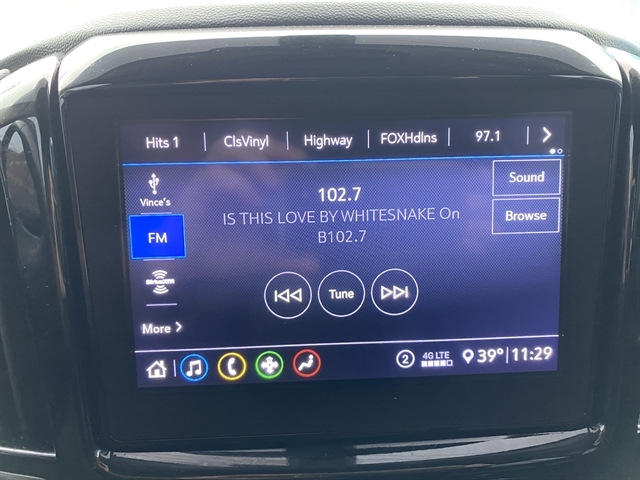 Hits 1 ClsVinyl Highway FOXHdlns 97.1
Vince's
102.7
Sound
IS THIS LOVE BY WHITESNAKE On
B102.7
Browse
FM
SiriusXM
Tune
More
2 4G LTE 39° 11:29